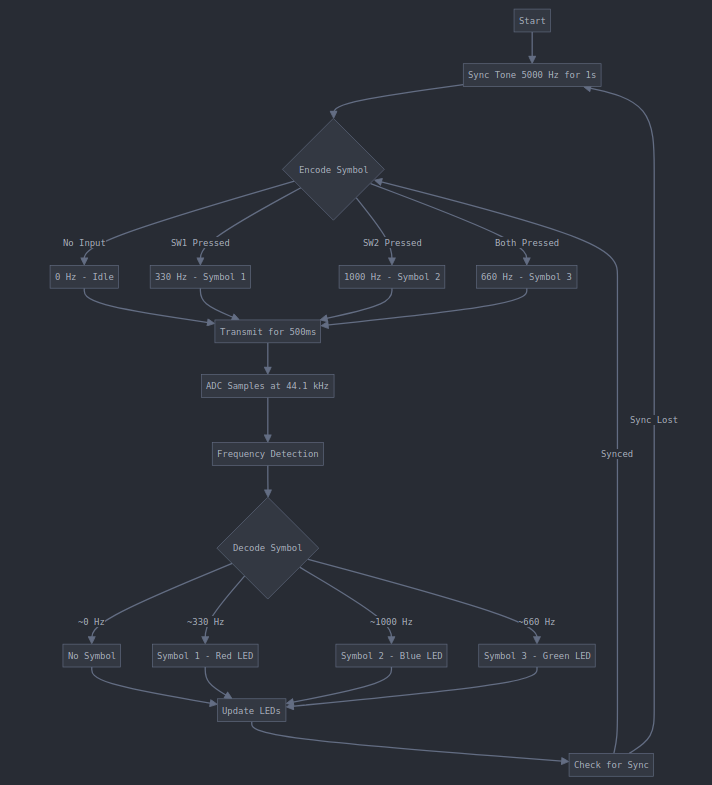 Start
Sync Tone 5000 Hz for 1s
Encode Symbol
No Input
SW1 Pressed
SW2 Pressed
Both Pressed
0 Hz - Idle
330 Hz - Symbol 1
1000 Hz - Symbol 2
660 Hz - Symbol 3
Transmit for 500ms
ADC Samples at 44.1 kHz
Sync Lost
Frequency Detection
Synced
Decode Symbol
~0 Hz
~330 Hz
~1000 Hz
~660 Hz
No Symbol
Symbol 1 - Red LED
Symbol 2 - Blue LED
Symbol 3 - Green LED
Update LEDs
Check for Sync